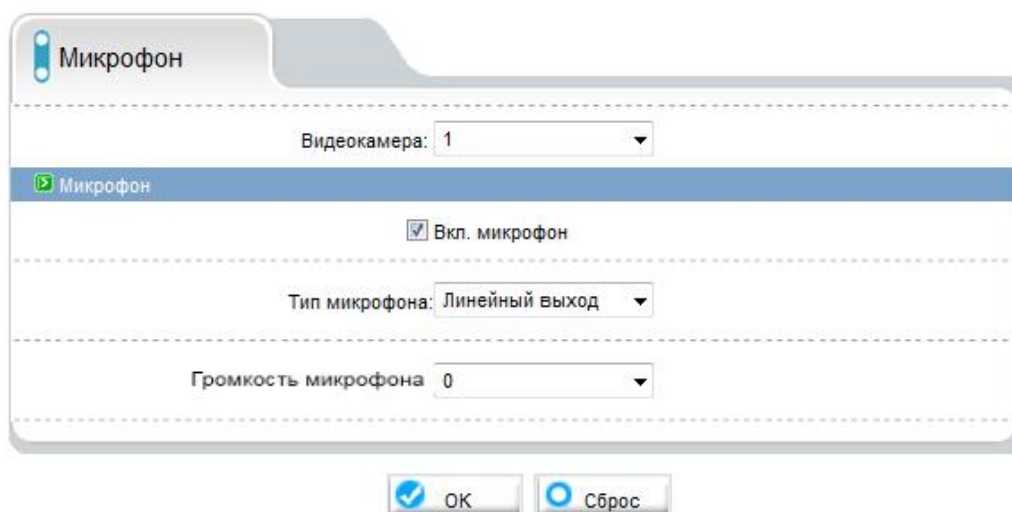 Микрофон
Видеокамера: 1
Микрофон
Вкл. микрофон
Тип микрофона: Линейный выход
Громкость микрофона 0
OK Сброс